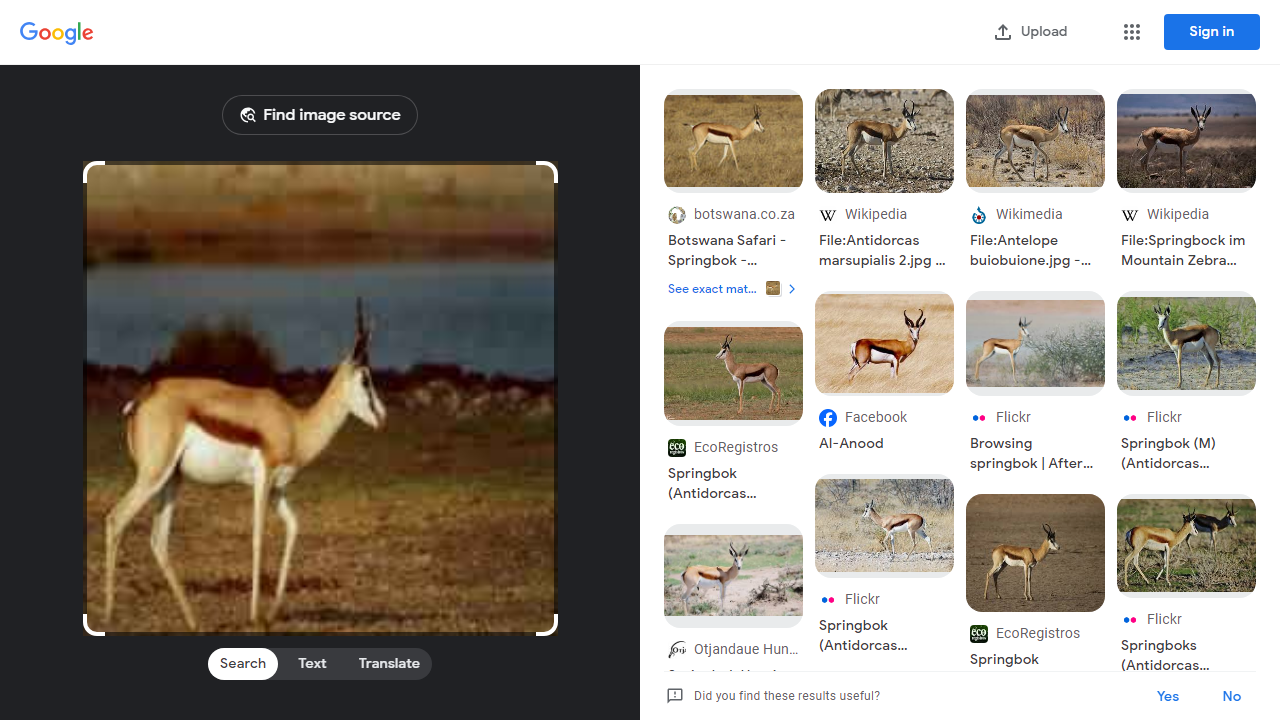 Google
Upload
Sign in
Find image source
Search
Text
Translate
botswana.co.za
Botswana Safari -
Springbok -...
See exact mat...
Wikipedia
File:Antidorcas
marsupialis 2.jpg ...
Wikimedia
File:Antelope
buiobuione.jpg -...
Wikipedia
File:Springbock im
Mountain Zebra...
EcoRegistros
Springbok
(Antidorcas...
Facebook
Al-Anood
Flickr
Browsing
springbok | After...
Flickr
Springbok (M)
(Antidorcas...
Otjandaue Hun...
Flickr
Springbok
(Antidorcas...
EcoRegistros
Springbok
Flickr
Springboks
(Antidorcas...
Did you find these results useful?
Yes
No